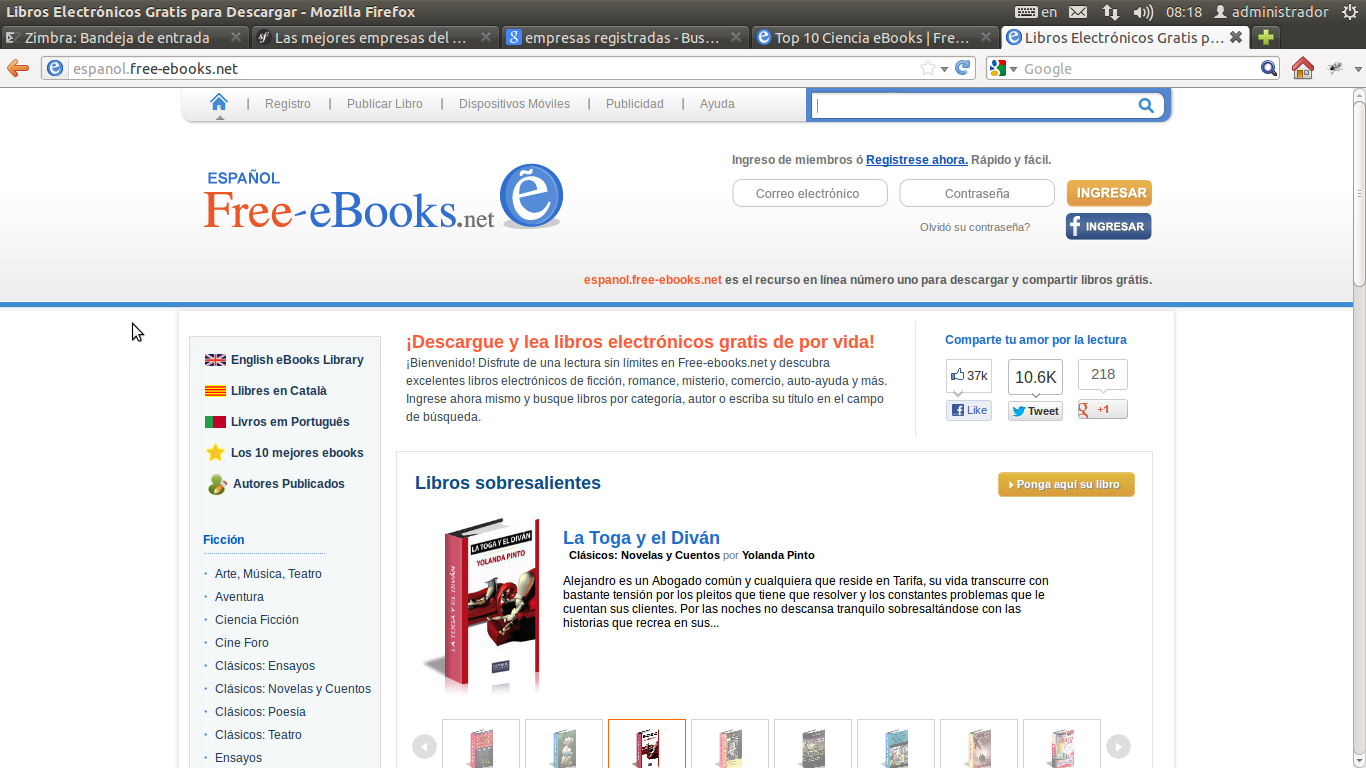 Libros Electrónicos Gratis para Descargar - Mozilla Firefox
en 08:18 administrador
Zimbra: Bandeja de entrada
Las mejores empresas del ...
empresas registradas - Bus...
Top 10 Ciencia eBooks | Fre...
Libros Electrónicos Gratis p...
espanol.free-ebooks.net
Google
Registro | Publicar Libro | Dispositivos Móviles | Publicidad | Ayuda
Ingreso de miembros ó Registrese ahora. Rápido y fácil.
ESPAÑOL
Free-eBooks.net
Correo electrónico
Contraseña
INGRESAR
Olvidó su contraseña?
INGRESAR
espanol.free-ebooks.net es el recurso en línea número uno para descargar y compartir libros grátis.
English eBooks Library
Llibres en Català
Livros em Português
Los 10 mejores ebooks
Autores Publicados
Ficción
Arte, Música, Teatro
Aventura
Ciencia Ficción
Cine Foro
Clásicos: Ensayos
Clásicos: Novelas y Cuentos
Clásicos: Poesía
Clásicos: Teatro
Ensayos
¡Descargue y lea libros electrónicos gratis de por vida!
¡Bienvenido! Disfrute de una lectura sin límites en Free-ebooks.net y descubra
excelentes libros electrónicos de ficción, romance, misterio, comercio, auto-ayuda y más.
Ingrese ahora mismo y busque libros por categoría, autor o escriba su título en el campo
de búsqueda.
Comparte tu amor por la lectura
37k
10.6K
218
Like
Tweet
+1
Libros sobresalientes
Ponga aquí su libro
LA TOGA Y EL DIVÁN
YOLANDA PINTO
LA TOGA Y EL DIVÁN
La Toga y el Diván
Clásicos: Novelas y Cuentos por Yolanda Pinto
Alejandro es un Abogado común y cualquiera que reside en Tarifa, su vida transcurre con
bastante tensión por los pleitos que tiene que resolver y los constantes problemas que le
cuentan sus clientes. Por las noches no descansa tranquilo sobresaltándose con las
historias que recrea en sus...